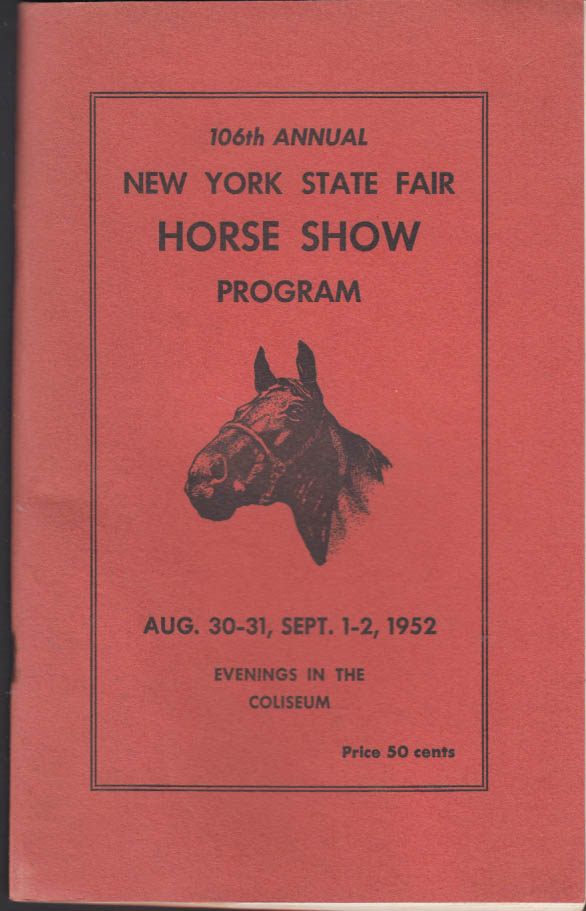 106th ANNUAL
NEW YORK STATE FAIR
HORSE SHOW
PROGRAM
AUG. 30-31, SEPT. 1-2, 1952
EVENINGS IN THE
COLISEUM
Price 50 cents